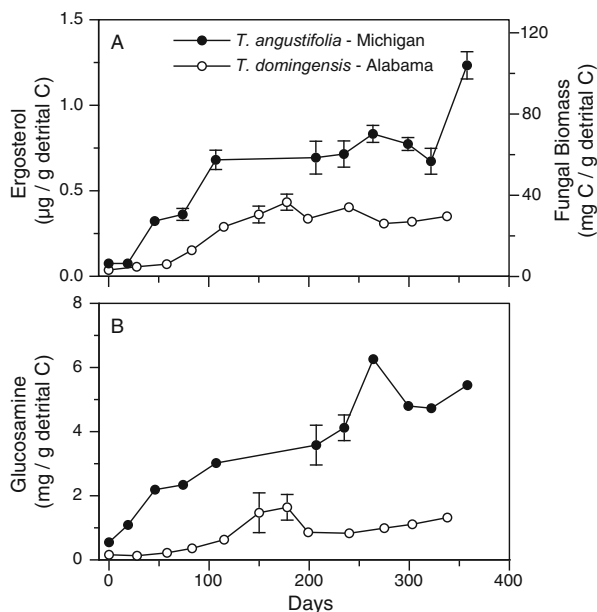 A
T. angustifolia - Michigan
T. domingensis - Alabama
Ergosterol
(µg / g detrital C)
1.5
1.0
0.5
0.0
120
80
40
0
Fungal Biomass
(mg C / g detrital C)
B
Glucosamine
(mg / g detrital C)
8
6
4
2
0
0
100
200
300
400
Days